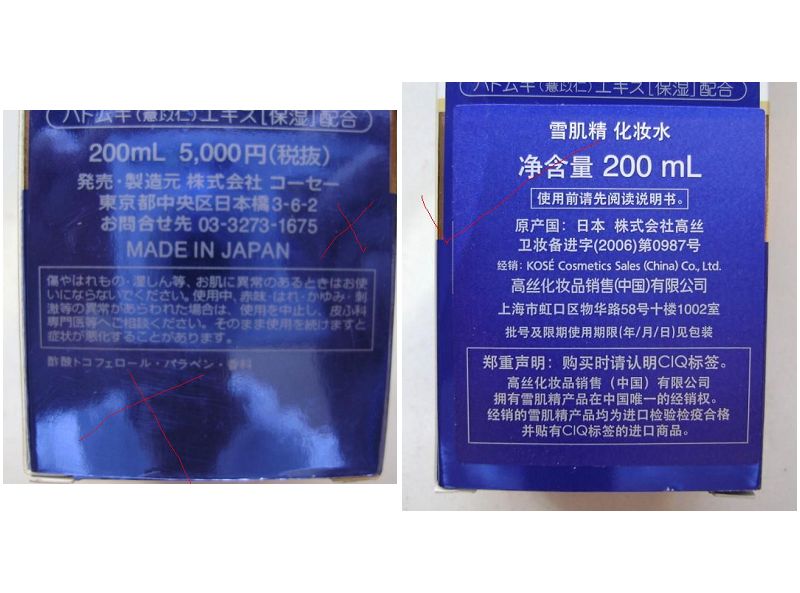 ハトムギ(薏苡仁)エキス[保湿]配合
200mL 5,000円(税抜)
発売・製造元 株式会社 コーセー
東京都中央区日本橋3-6-2
お問合せ先 03-3273-1675
MADE IN JAPAN
傷やはれもの・湿しん等、お肌に異常のあるときはお使
いにならないでください。使用中、赤味・はれ・かゆみ・刺
激等の異常があらわれた場合は、使用を中止し、皮ふ科
専門医等へご相談ください。そのまま使用を続けますと
症状が悪化することがあります。
酢酸トコフェロール・パラベン・香料
ハトムギ(薏苡仁)エキス[保湿]配合
雪肌精 化妆水
净含量 200 mL
使用前请先阅读说明书。
原产国：日本 株式会社高丝
卫妆备进字(2006)第0987号
经销：KOSÉ Cosmetics Sales (China) Co., Ltd.
高丝化妆品销售(中国)有限公司
上海市虹口区物华路58号十楼1002室
批号及限期使用期限(年/月/日)见包装
郑重声明：购买时请认明CIQ标签。
高丝化妆品销售（中国）有限公司
拥有雪肌精产品在中国唯一的经销权。
经销的雪肌精产品均为进口检验检疫合格
并贴有CIQ标签的进口商品。